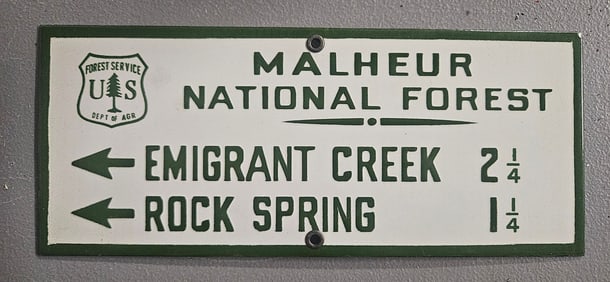 FOREST SERVICE
U S
DEPT OF AGR
MALHEUR
NATIONAL FOREST
EMIGRANT CREEK 2 1/4
ROCK SPRING 1 1/4